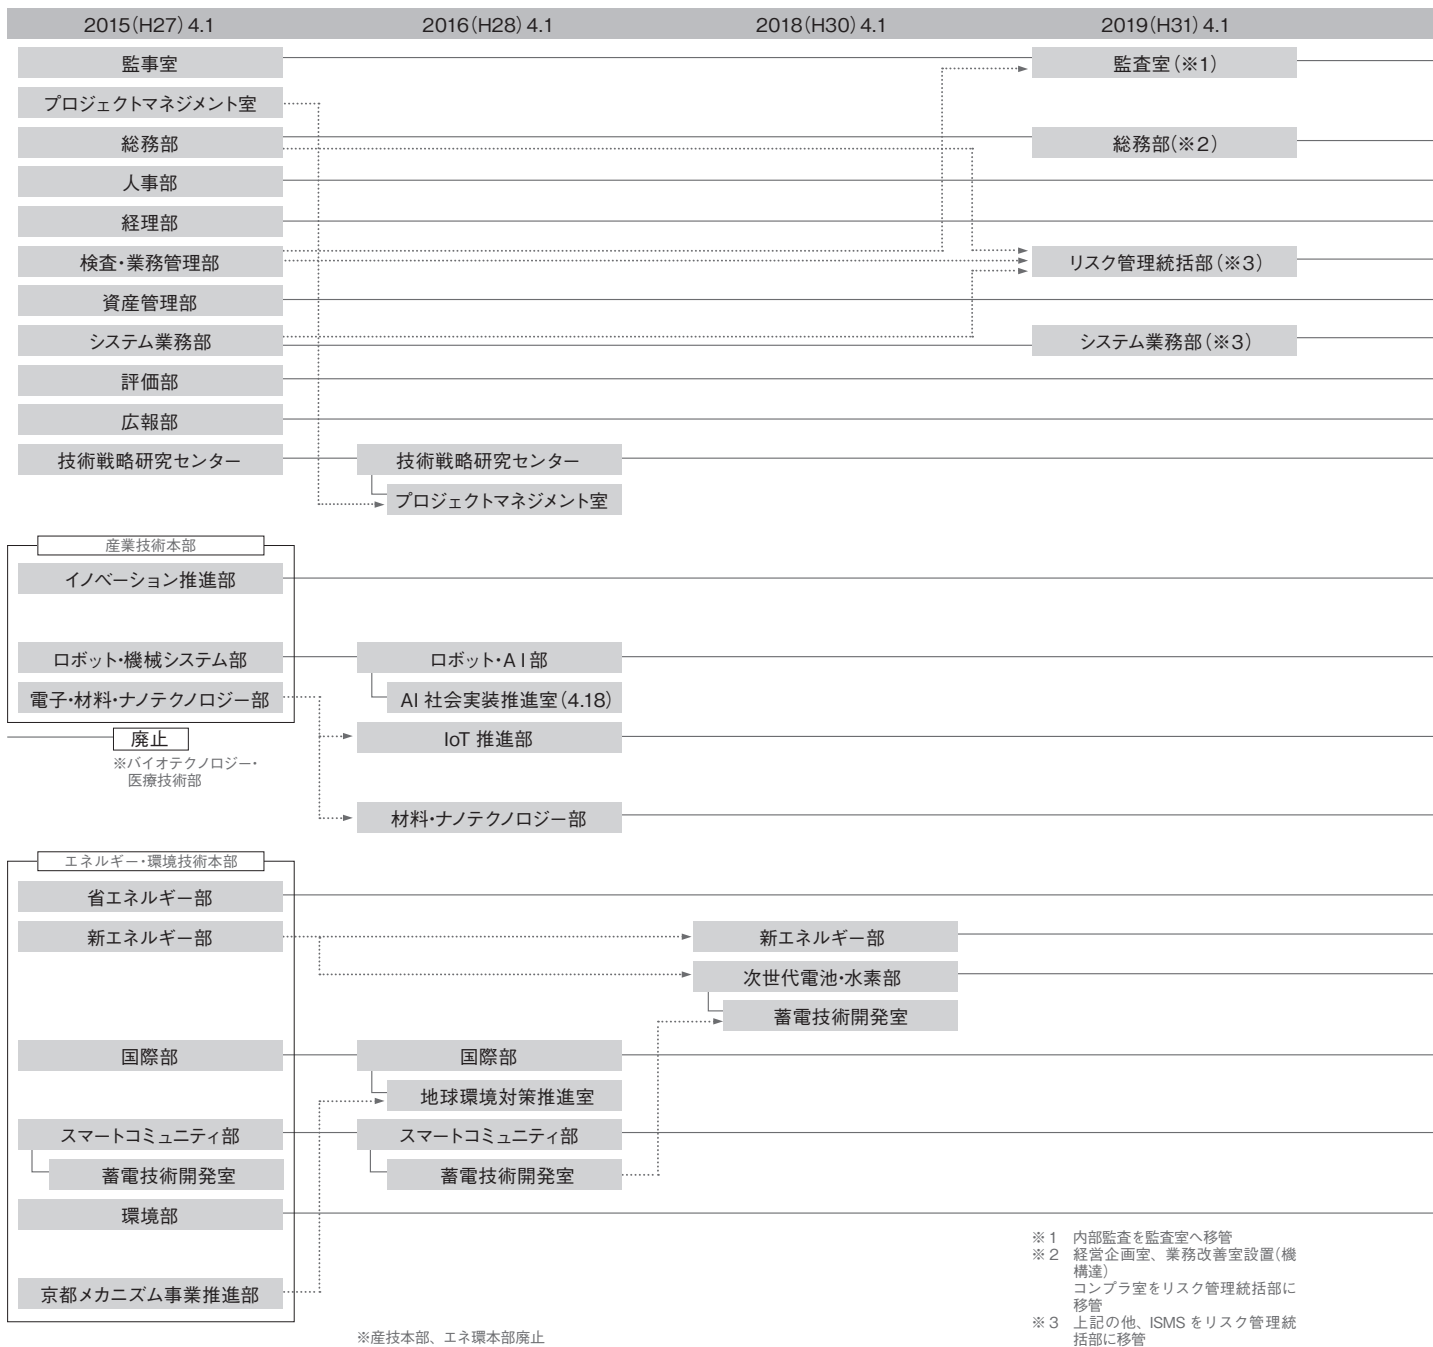 2015(H27)4.1
2016(H28)4.1
2018(H30)4.1
2019(H31)4.1
監事室
監査室(※1)
プロジェクトマネジメント室
総務部
総務部(※2)
人事部
経理部
検査・業務管理部
リスク管理統括部(※3)
資産管理部
システム業務部
システム業務部(※3)
評価部
広報部
技術戦略研究センター
技術戦略研究センター
プロジェクトマネジメント室
産業技術本部
イノベーション推進部
ロボット・機械システム部
ロボット・AI部
電子・材料・ナノテクノロジー部
AI 社会実装推進室(4.18)
廃止
IoT 推進部
※バイオテクノロジー・
医療技術部
材料・ナノテクノロジー部
エネルギー・環境技術本部
省エネルギー部
新エネルギー部
新エネルギー部
次世代電池・水素部
蓄電技術開発室
国際部
国際部
地球環境対策推進室
スマートコミュニティ部
スマートコミュニティ部
蓄電技術開発室
蓄電技術開発室
環境部
京都メカニズム事業推進部
※産技本部、エネ環本部廃止
※1 内部監査を監査室へ移管
※2 経営企画室、業務改善室設置(機
構達)
コンプラ室をリスク管理統括部に
移管
※3 上記の他、ISMS をリスク管理統
括部に移管